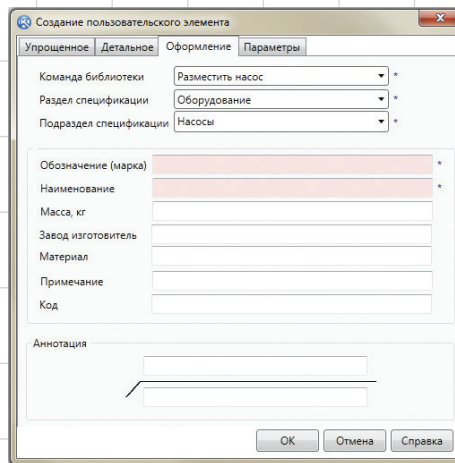 Создание пользовательского элемента
x
Упрощенное Детальное Оформление Параметры
Команда библиотеки Разместить насос *
Раздел спецификации Оборудование *
Подраздел спецификации Насосы *
Обозначение (марка) *
Наименование *
Масса, кг
Завод изготовитель
Материал
Примечание
Код
Аннотация
OK Отмена Справка